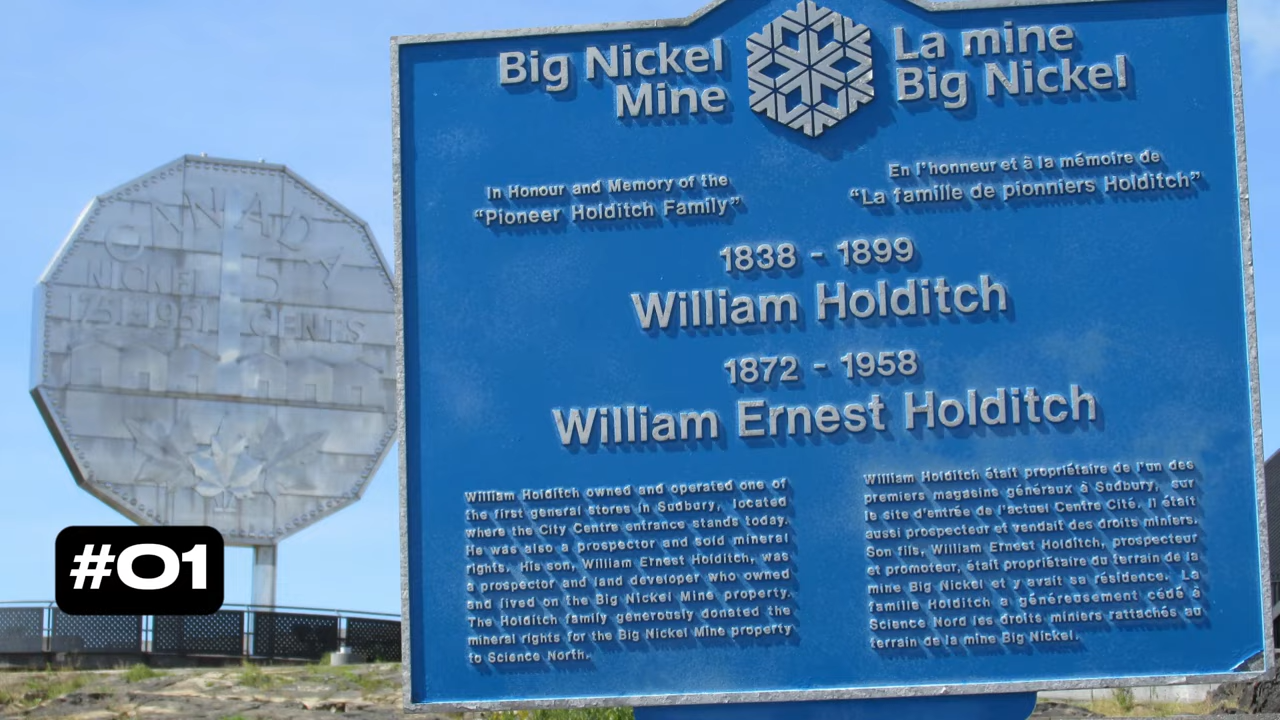 Big Nickel
Mine
La mine
Big Nickel
In Honour and Memory of the
"Pioneer Holditch Family"
En l'honneur et à la mémoire de
"La famille de pionniers Holditch"
1838 - 1899
William Holditch
1872 - 1958
William Ernest Holditch
William Holditch owned and operated one of
the first general stores in Sudbury, located
where the City Centre entrance stands today.
He was also a prospector and sold mineral
rights. His son, William Ernest Holditch, was
a prospector and land developer who owned
and lived on the Big Nickel Mine property.
The Holditch family generously donated the
mineral rights for the Big Nickel Mine property
to Science North.
William Holditch était propriétaire de l'un des
premiers magasins généraux à Sudbury, sur
le site d'entrée de l'actuel Centre Cité. Il était
aussi prospecteur et vendait des droits miniers.
Son fils, William Ernest Holditch, prospecteur
et promoteur, était propriétaire du terrain de la
mine Big Nickel et y avait sa résidence. La
famille Holditch a généreusement cédé à
Science Nord les droits miniers rattachés au
terrain de la mine Big Nickel.
NICKEL 5
1751-1951 CENTS
#01